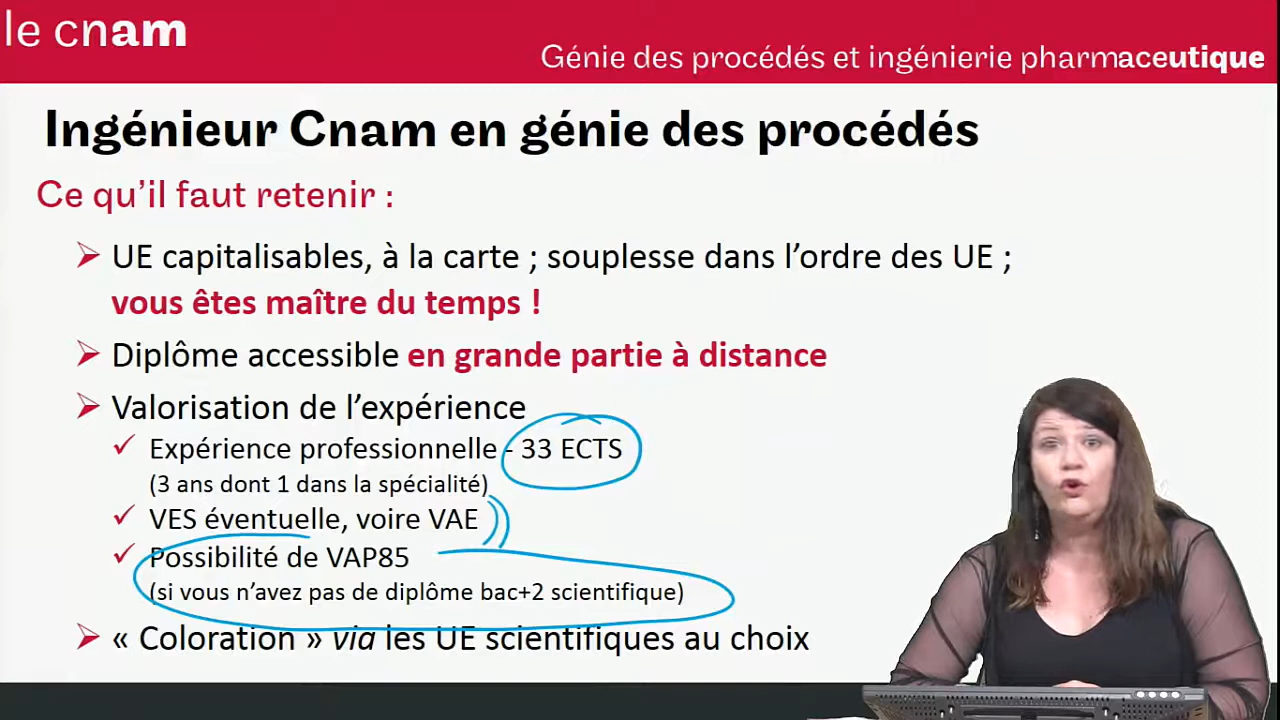 le cnam
Génie des procédés et ingénierie pharmaceutique
Ingénieur Cnam en génie des procédés
Ce qu'il faut retenir :
UE capitalisables, à la carte ; souplesse dans l'ordre des UE ;
vous êtes maître du temps !
Diplôme accessible en grande partie à distance
Valorisation de l'expérience
Expérience professionnelle - 33 ECTS
(3 ans dont 1 dans la spécialité)
VES éventuelle, voire VAE
Possibilité de VAP85
(si vous n'avez pas de diplôme bac+2 scientifique)
« Coloration » via les UE scientifiques au choix